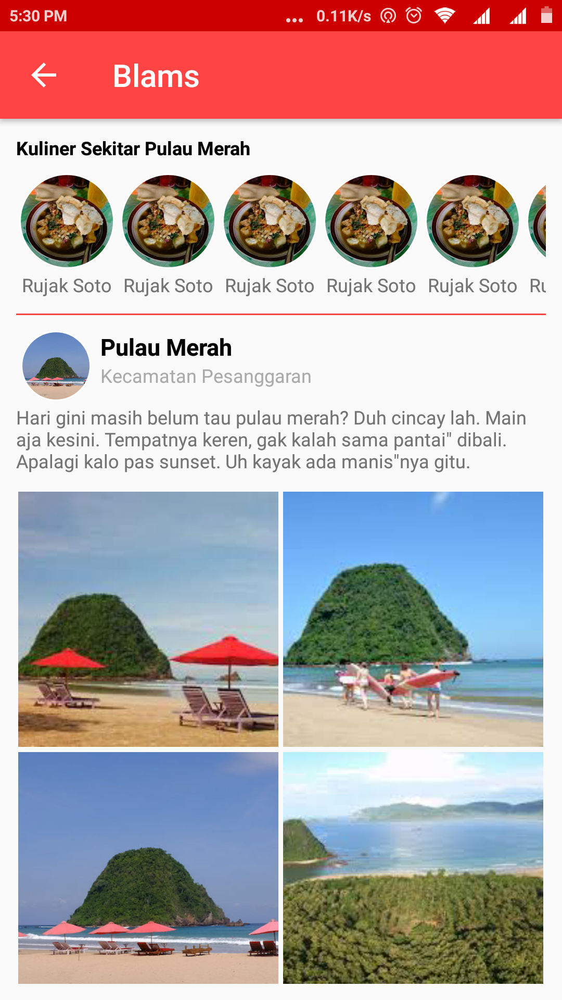 5:30 PM
... 0.11K/s
Blams
Kuliner Sekitar Pulau Merah
Rujak Soto Rujak Soto Rujak Soto Rujak Soto Rujak Soto Ru
Pulau Merah
Kecamatan Pesanggaran
Hari gini masih belum tau pulau merah? Duh cincay lah. Main
aja kesini. Tempatnya keren, gak kalah sama pantai" dibali.
Apalagi kalo pas sunset. Uh kayak ada manis"nya gitu.